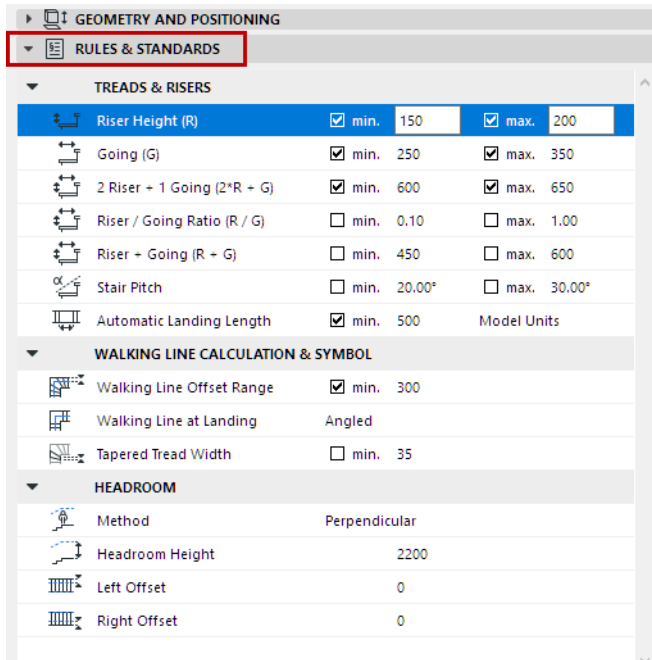 GEOMETRY AND POSITIONING
RULES & STANDARDS
TREADS & RISERS
Riser Height (R) min. 150 max. 200
Going (G) min. 250 max. 350
2 Riser + 1 Going (2*R + G) min. 600 max. 650
Riser / Going Ratio (R / G) min. 0.10 max. 1.00
Riser + Going (R + G) min. 450 max. 600
Stair Pitch min. 20.00° max. 30.00°
Automatic Landing Length min. 500 Model Units
WALKING LINE CALCULATION & SYMBOL
Walking Line Offset Range min. 300
Walking Line at Landing Angled
Tapered Tread Width min. 35
HEADROOM
Method Perpendicular
Headroom Height 2200
Left Offset 0
Right Offset 0